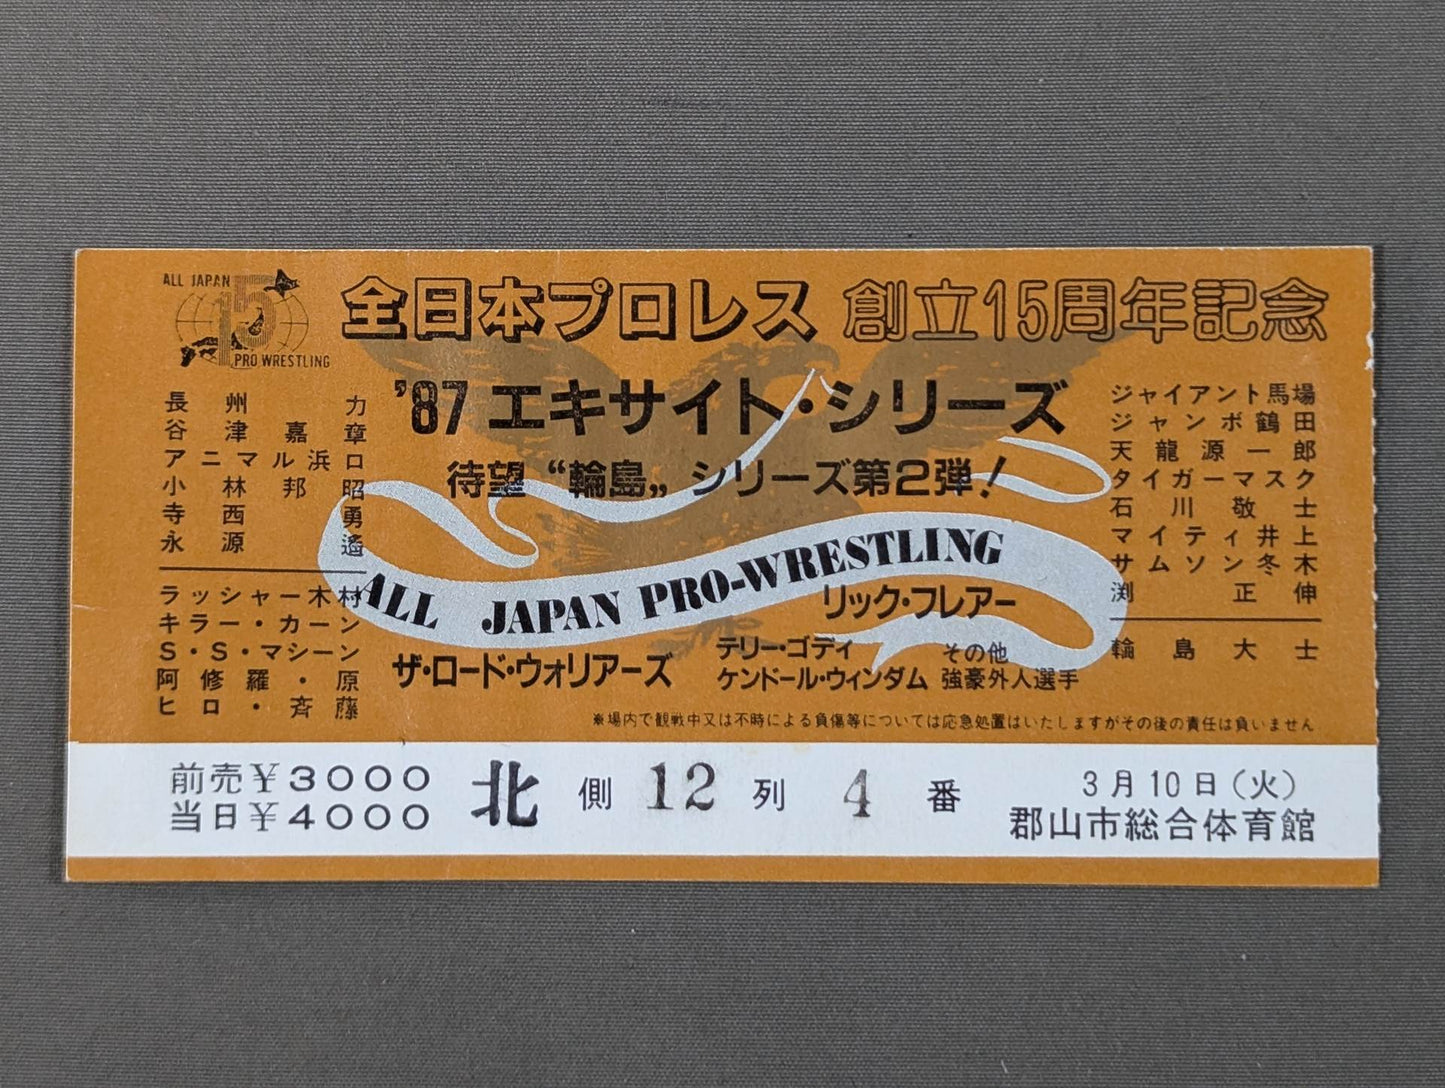 ALL JAPAN
15
PRO WRESTLING
全日本プロレス 創立15周年記念
'87 エキサイト・シリーズ
待望 “輪島„ シリーズ第2弾!
長州力
谷津嘉章
アニマル浜口
小林邦昭
寺西勇
永源遙
ラッシャー木村
キラー・カーン
S・S・マシーン
阿修羅・原
ヒロ・斉藤
ALL JAPAN PRO-WRESTLING
リック・フレアー
ザ・ロード・ウォリアーズ
テリー・ゴディ
ケンドール・ウィンダム
その他
強豪外人選手
ジャイアント馬場
ジャンボ鶴田
天龍源一郎
タイガーマスク
石川敬士
マイティ井上
サムソン冬木
渕正伸
輪島大士
※場内で観戦中又は不時による負傷等については応急処置はいたしますがその後の責任は負いません
前売¥3000
当日¥4000
北側 12列 4番
3月10日(火)
郡山市総合体育館